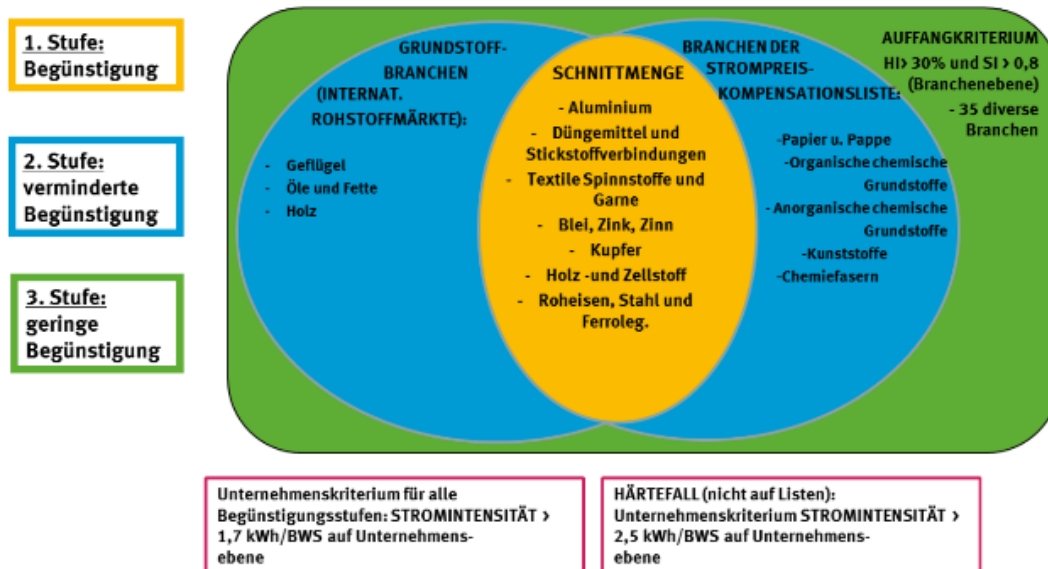 1. Stufe:
Begünstigung
2. Stufe:
verminderte
Begünstigung
3. Stufe:
geringe
Begünstigung
GRUNDSTOFF-
BRANCHEN
(INTERNAT.
ROHSTOFFMÄRKTE):
- Geflügel
- Öle und Fette
- Holz
SCHNITTMENGE
- Aluminium
- Düngemittel und
Stickstoffverbindungen
- Textile Spinnstoffe und
Garne
- Blei, Zink, Zinn
- Kupfer
- Holz -und Zellstoff
- Roheisen, Stahl und
Ferroleg.
BRANCHEN DER
STROMPREIS-
KOMPENSATIONSLISTE:
-Papier u. Pappe
-Organische chemische
Grundstoffe
-Anorganische chemische
Grundstoffe
-Kunststoffe
-Chemiefasern
AUFFANGKRITERIUM
HI> 30% und SI > 0,8
(Branchenebene)
- 35 diverse
Branchen
Unternehmenskriterium für alle
Begünstigungsstufen: STROMINTENSITÄT >
1,7 kWh/BWS auf Unternehmens-
ebene
HÄRTEFALL (nicht auf Listen):
Unternehmenskriterium STROMINTENSITÄT >
2,5 kWh/BWS auf Unternehmens-
ebene